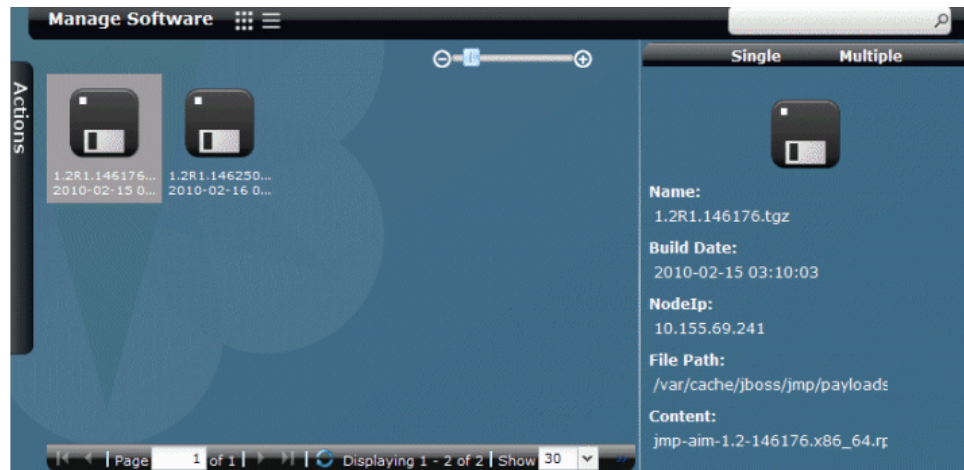 Manage Software
Single Multiple
Actions
1.2R1.146176...
2010-02-15 0...
1.2R1.146250...
2010-02-16 0...
Name:
1.2R1.146176.tgz
Build Date:
2010-02-15 03:10:03
NodeIp:
10.155.69.241
File Path:
/var/cache/jboss/jmp/payloads
Content:
jmp-aim-1.2-146176.x86_64.rp
Page 1 of 1 Displaying 1 - 2 of 2 Show 30